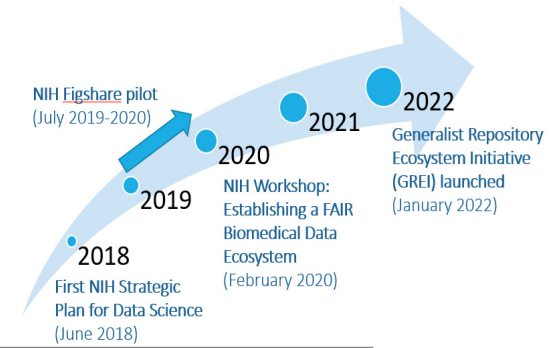 NIH Figshare pilot
(July 2019-2020)
2018
First NIH Strategic
Plan for Data Science
(June 2018)
2019
2020
NIH Workshop:
Establishing a FAIR
Biomedical Data
Ecosystem
(February 2020)
2021
2022
Generalist Repository
Ecosystem Initiative
(GREI) launched
(January 2022)